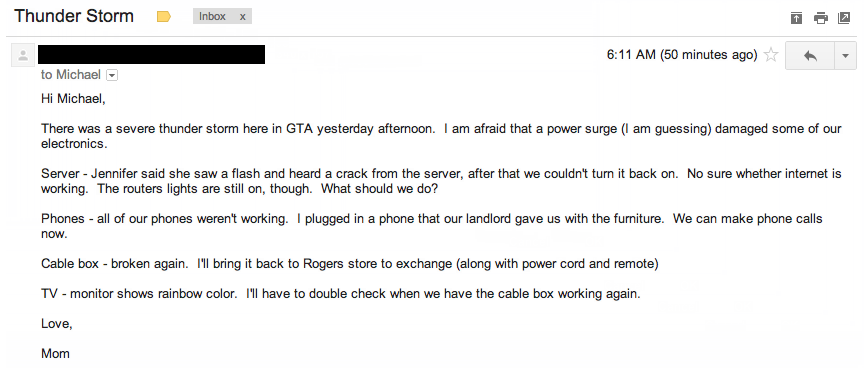 Thunder Storm
Inbox x
6:11 AM (50 minutes ago)
to Michael
Hi Michael,
There was a severe thunder storm here in GTA yesterday afternoon.  I am afraid that a power surge (I am guessing) damaged some of our
electronics.
Server - Jennifer said she saw a flash and heard a crack from the server, after that we couldn't turn it back on.  No sure whether internet is
working.  The routers lights are still on, though.  What should we do?
Phones - all of our phones weren't working.  I plugged in a phone that our landlord gave us with the furniture.  We can make phone calls
now.
Cable box - broken again.  I'll bring it back to Rogers store to exchange (along with power cord and remote)
TV - monitor shows rainbow color.  I'll have to double check when we have the cable box working again.
Love,
Mom